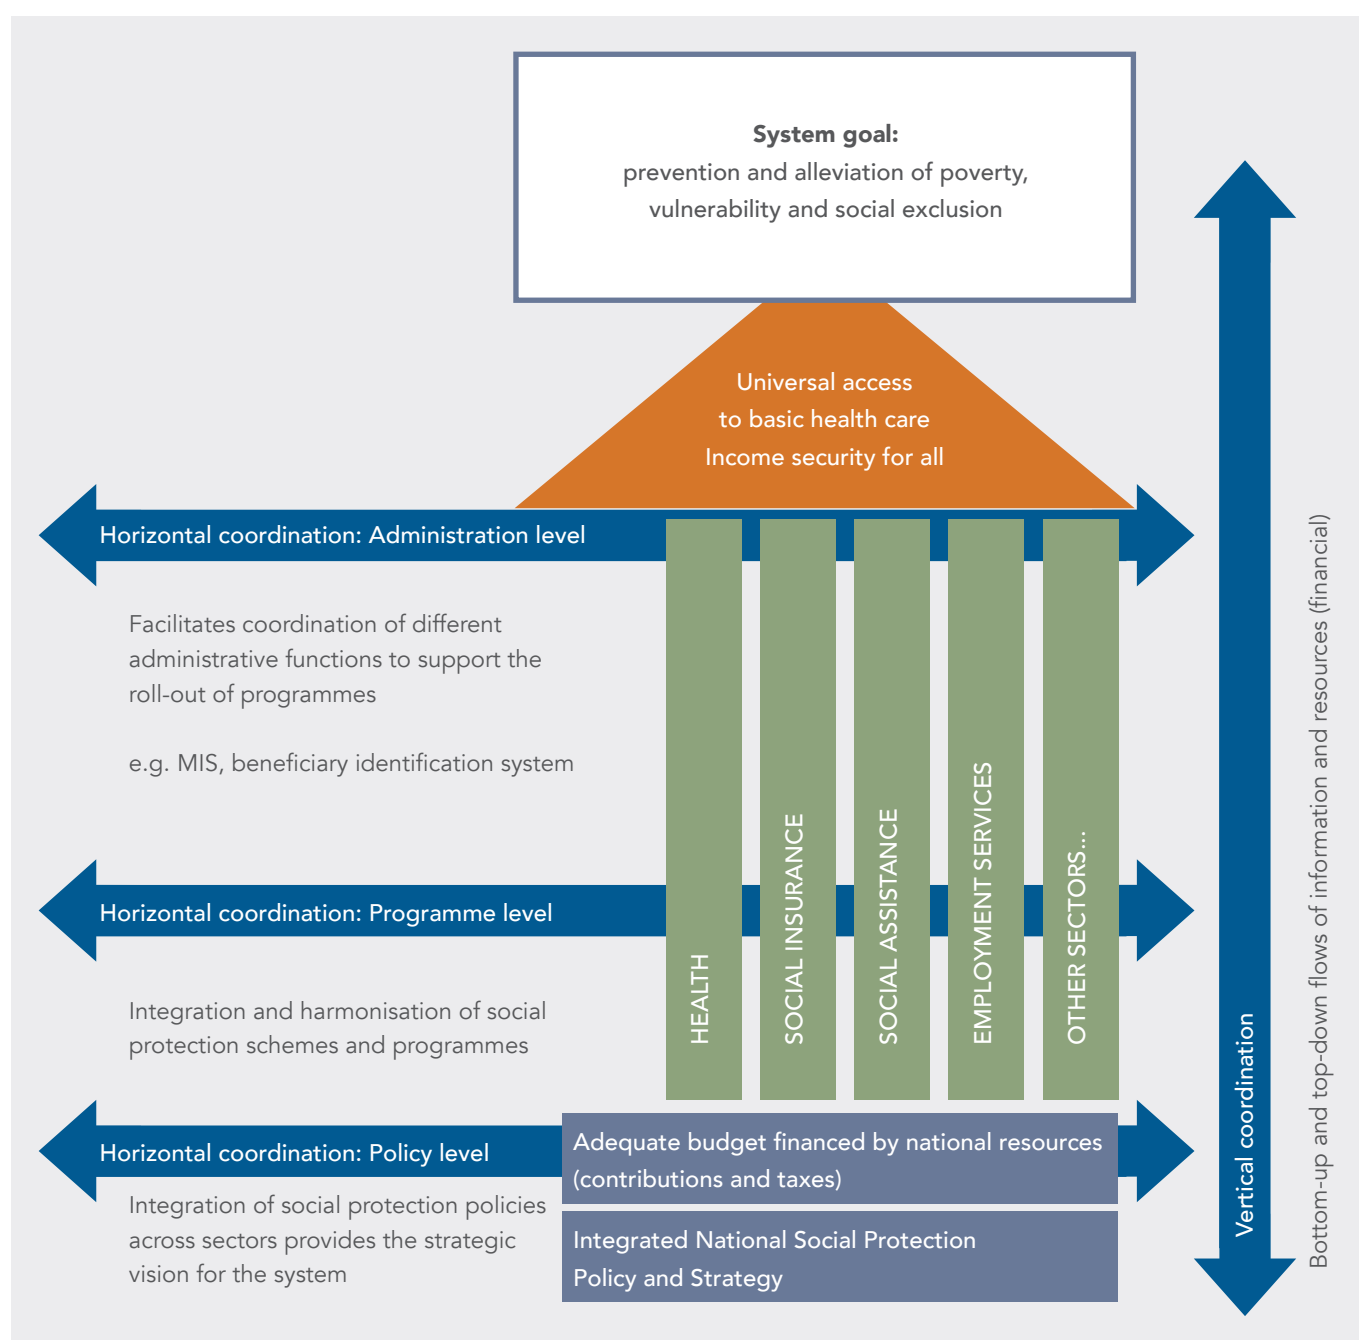 System goal:
prevention and alleviation of poverty,
vulnerability and social exclusion
Universal access
to basic health care
Income security for all
Horizontal coordination: Administration level
Facilitates coordination of different
administrative functions to support the
roll-out of programmes
e.g. MIS, beneficiary identification system
Horizontal coordination: Programme level
Integration and harmonisation of social
protection schemes and programmes
HEALTH
SOCIAL INSURANCE
SOCIAL ASSISTANCE
EMPLOYMENT SERVICES
OTHER SECTORS...
Horizontal coordination: Policy level
Integration of social protection policies
across sectors provides the strategic
vision for the system
Adequate budget financed by national resources
(contributions and taxes)
Integrated National Social Protection
Policy and Strategy
Vertical coordination
Bottom-up and top-down flows of information and resources (financial)